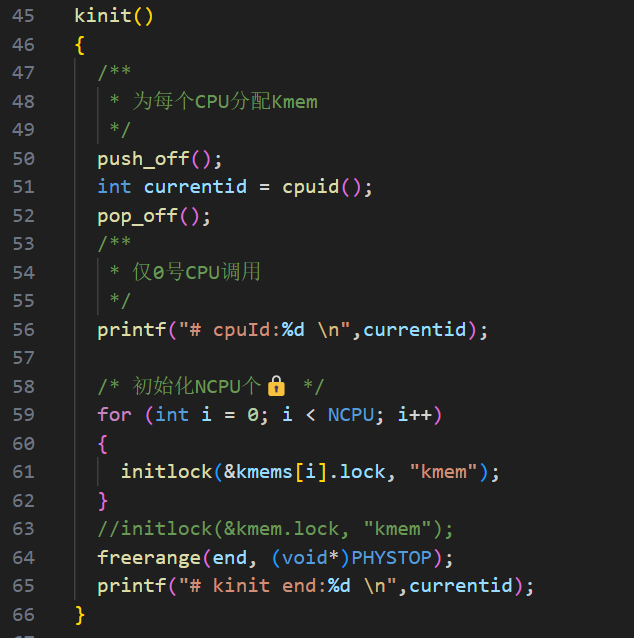 45 kinit()
46 {
47   /**
48    * 为每个CPU分配Kmem
49    */
50   push_off();
51   int currentid = cpuid();
52   pop_off();
53   /**
54    * 仅0号CPU调用
55    */
56   printf("# cpuId:%d \n",currentid);
57
58   /* 初始化NCPU个🔒 */
59   for (int i = 0; i < NCPU; i++)
60   {
61     initlock(&kmems[i].lock, "kmem");
62   }
63   //initlock(&kmem.lock, "kmem");
64   freerange(end, (void*)PHYSTOP);
65   printf("# kinit end:%d \n",currentid);
66 }